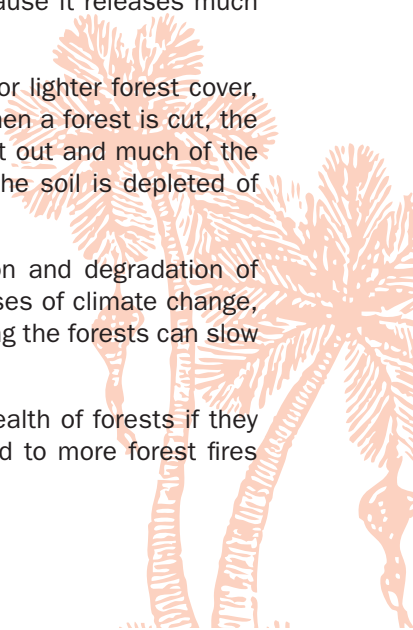 ause it releases much
or lighter forest cover,
en a forest is cut, the
t out and much of the
he soil is depleted of
n and degradation of
ses of climate change,
g the forests can slow
ealth of forests if they
d to more forest fires